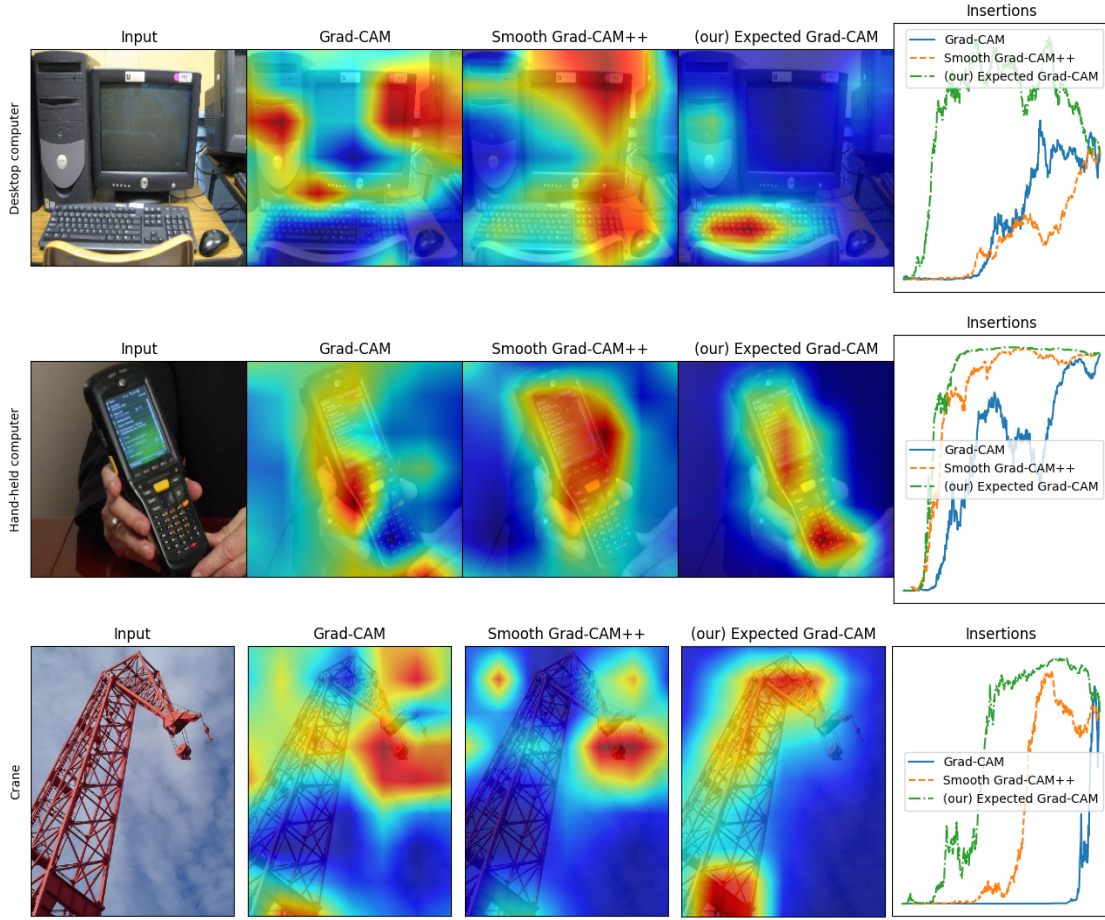 Input Grad-CAM Smooth Grad-CAM++ (our) Expected Grad-CAM Insertions
Desktop computer
Grad-CAM
Smooth Grad-CAM++
(our) Expected Grad-CAM
Input Grad-CAM Smooth Grad-CAM++ (our) Expected Grad-CAM Insertions
Hand-held computer
Grad-CAM
Smooth Grad-CAM++
(our) Expected Grad-CAM
Input Grad-CAM Smooth Grad-CAM++ (our) Expected Grad-CAM Insertions
Crane
Grad-CAM
Smooth Grad-CAM++
(our) Expected Grad-CAM